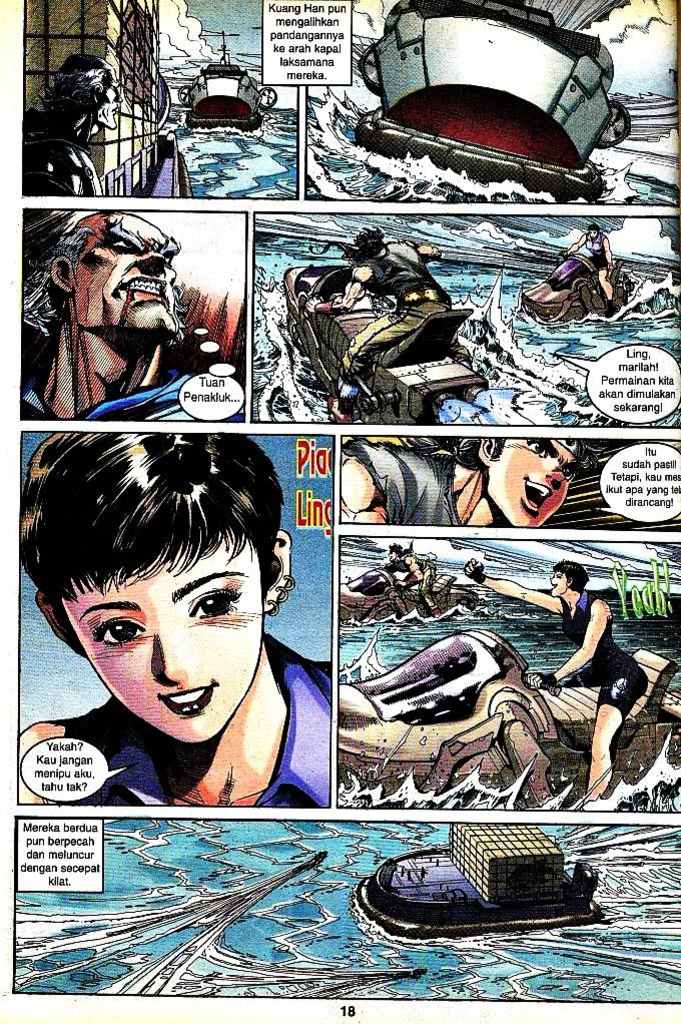 Kuang Han pun
mengalihkan
pandangannya
ke arah kapal
laksamana
mereka.
Tuan
Penakluk...
Ling,
marilah!
Permainan kita
akan dimulakan
sekarang!
Yakah?
Kau jangan
menipu aku,
tahu tak?
Itu
sudah pasti!
Tetapi, kau
ikut apa yang
dirancang!
Yeah!
Mereka berdua
pun berpecah
dan meluncur
dengan secepat
kilat.
18